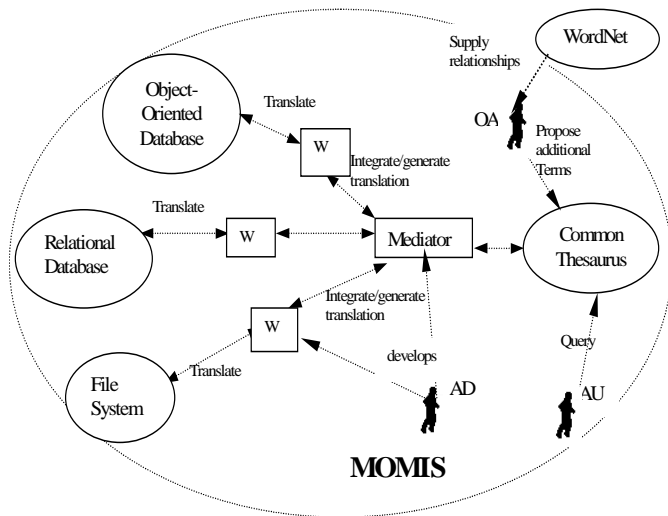 Supply
relationships
WordNet
Object-
Oriented
Database
Translate
OA
W
Propose
additional
Terms
Integrate/generate
translation
Translate
Relational
Database
W
Mediator
Common
Thesaurus
Integrate/generate
translation
W
develops
Query
Translate
File
System
AD
AU
MOMIS